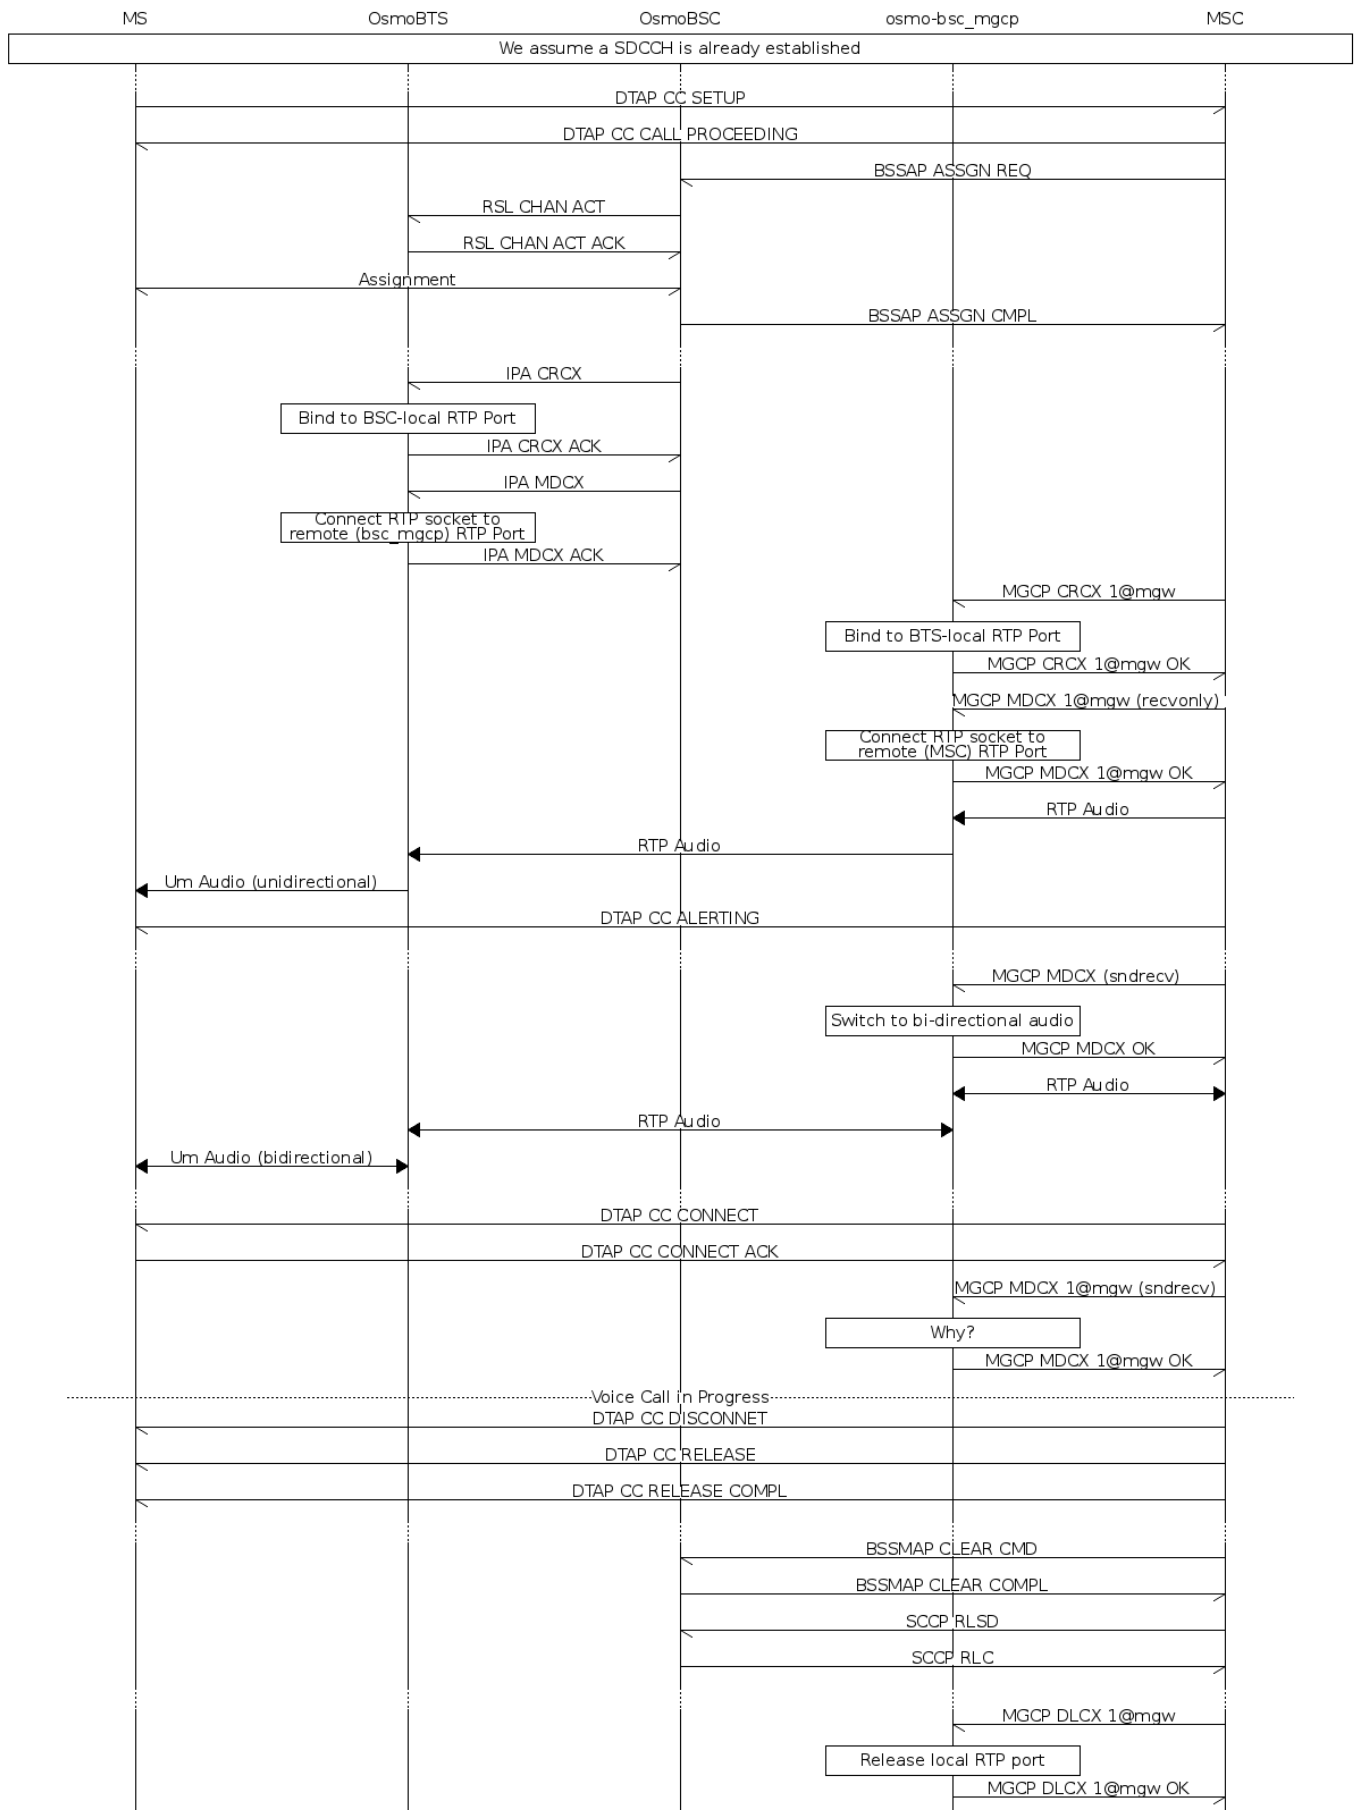 MS OsmoBTS OsmoBSC osmo-bsc_mgcp MSC
We assume a SDCCH is already established
DTAP CC SETUP
DTAP CC CALL PROCEEDING
BSSAP ASSGN REQ
RSL CHAN ACT
RSL CHAN ACT ACK
Assignment
BSSAP ASSGN CMPL
IPA CRCX
Bind to BSC-local RTP Port
IPA CRCX ACK
IPA MDCX
Connect RTP socket to
remote (bsc_mgcp) RTP Port
IPA MDCX ACK
MGCP CRCX 1@mgw
Bind to BTS-local RTP Port
MGCP CRCX 1@mgw OK
MGCP MDCX 1@mgw (recvonly)
Connect RTP socket to
remote (MSC) RTP Port
MGCP MDCX 1@mgw OK
RTP Audio
RTP Audio
Um Audio (unidirectional)
DTAP CC ALERTING
MGCP MDCX (sndrecv)
Switch to bi-directional audio
MGCP MDCX OK
RTP Audio
RTP Audio
Um Audio (bidirectional)
DTAP CC CONNECT
DTAP CC CONNECT ACK
MGCP MDCX 1@mgw (sndrecv)
Why?
MGCP MDCX 1@mgw OK
Voice Call in Progress
DTAP CC DISCONNET
DTAP CC RELEASE
DTAP CC RELEASE COMPL
BSSMAP CLEAR CMD
BSSMAP CLEAR COMPL
SCCP RLSD
SCCP RLC
MGCP DLCX 1@mgw
Release local RTP port
MGCP DLCX 1@mgw OK